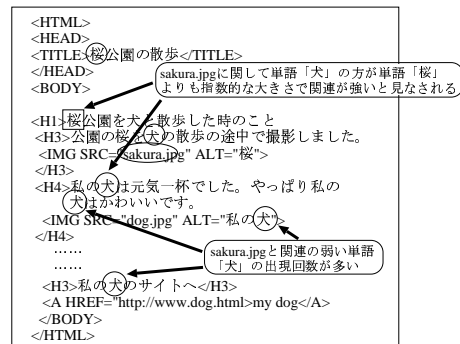 <HTML>
<HEAD>
<TITLE>桜公園の散歩</TITLE>
</HEAD>
<BODY>
sakura.jpgに関して単語「犬」の方が単語「桜」
よりも指数的な大きさで関連が強いと見なされる
<H1>桜公園を犬と散歩した時のこと
<H3>公園の桜を犬の散歩の途中で撮影しました。
<IMG SRC="sakura.jpg" ALT="桜">
</H3>
<H4>私の犬は元気一杯でした。やっぱり私の
犬はかわいいです。
<IMG SRC="dog.jpg" ALT="私の犬">
</H4>
sakura.jpgと関連の弱い単語
「犬」の出現回数が多い
……
……
<H3>私の犬のサイトへ</H3>
<A HREF="http://www.dog.html>my dog</A>
</BODY>
</HTML>